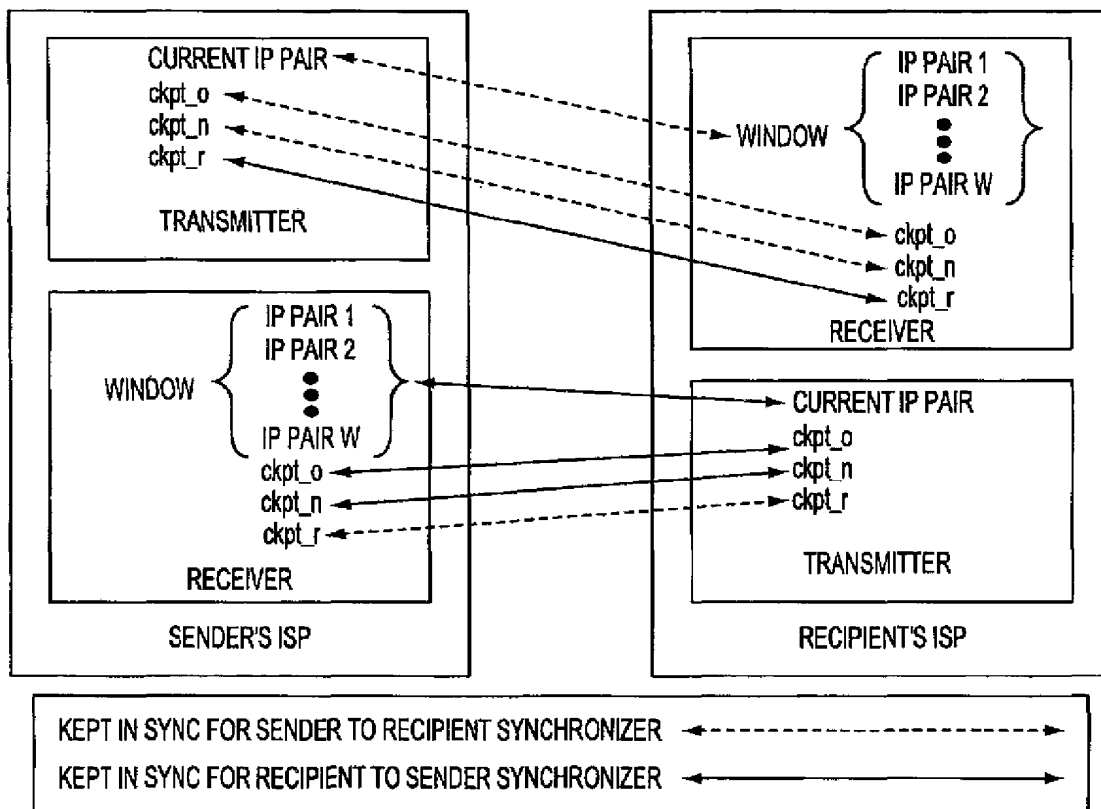 CURRENT IP PAIR
ckpt_o
ckpt_n
ckpt_r
TRANSMITTER
WINDOW
IP PAIR 1
IP PAIR 2
IP PAIR W
ckpt_o
ckpt_n
ckpt_r
RECEIVER
SENDER'S ISP
WINDOW
IP PAIR 1
IP PAIR 2
IP PAIR W
ckpt_o
ckpt_n
ckpt_r
RECEIVER
CURRENT IP PAIR
ckpt_o
ckpt_n
ckpt_r
TRANSMITTER
RECIPIENT'S ISP
KEPT IN SYNC FOR SENDER TO RECIPIENT SYNCHRONIZER
KEPT IN SYNC FOR RECIPIENT TO SENDER SYNCHRONIZER